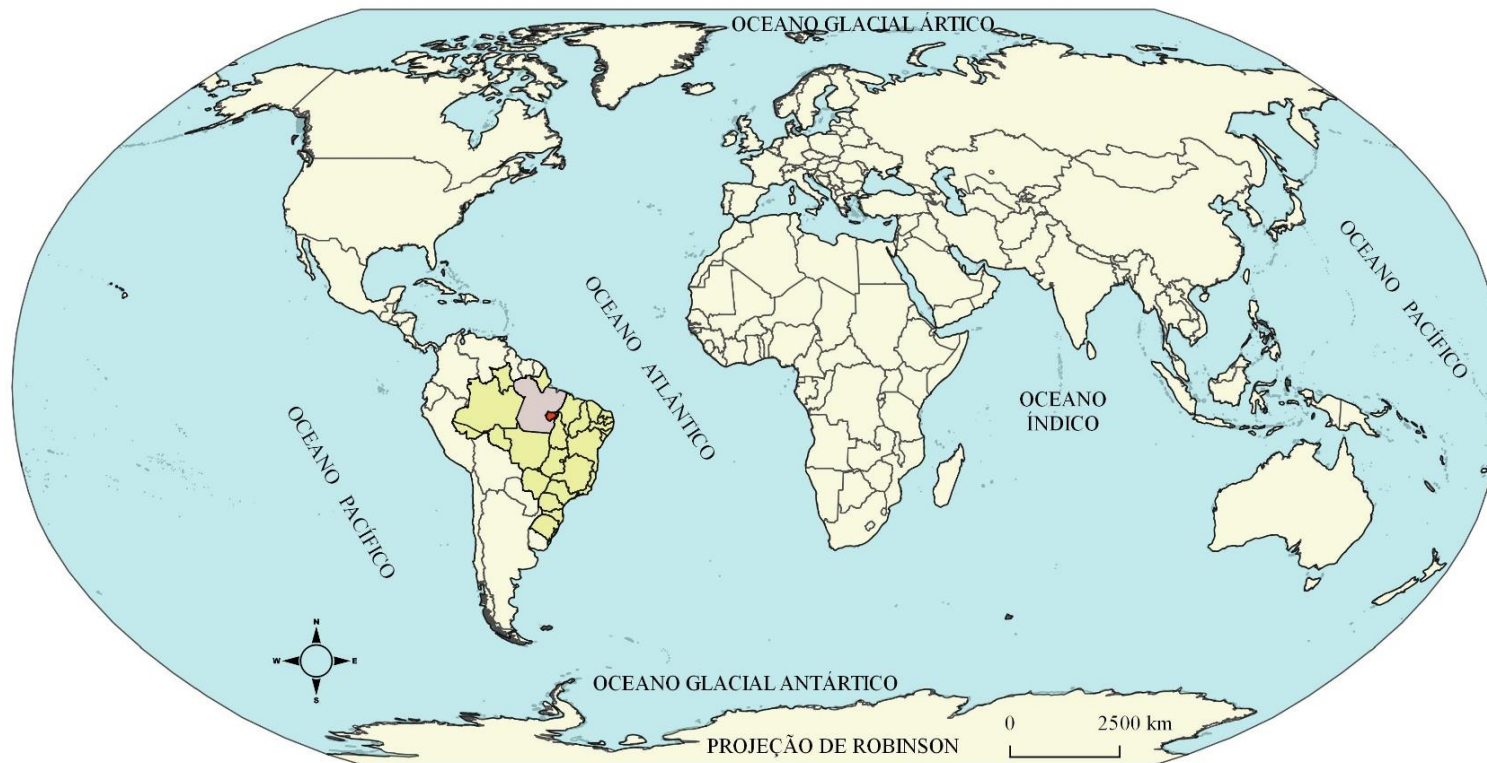 OCEANO GLACIAL ÁRTICO
OCEANO PACÍFICO
OCEANO ATLÂNTICO
OCEANO
ÍNDICO
OCEANO PACÍFICO
N
W E
S
OCEANO GLACIAL ANTÁRTICO
0 2500 km
PROJEÇÃO DE ROBINSON